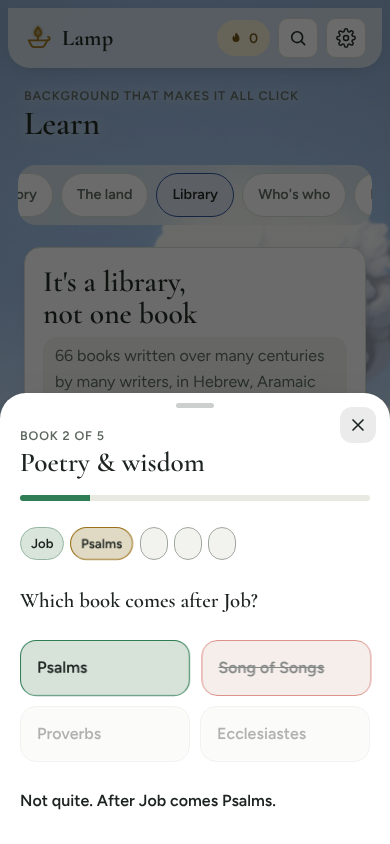 Lamp
0
BACKGROUND THAT MAKES IT ALL CLICK
Learn
ory
The land
Library
Who's who
It's a library,
not one book
66 books written over many centuries
by many writers, in Hebrew, Aramaic
BOOK 2 OF 5
Poetry & wisdom
Job
Psalms
Which book comes after Job?
Psalms
Song of Songs
Proverbs
Ecclesiastes
Not quite. After Job comes Psalms.